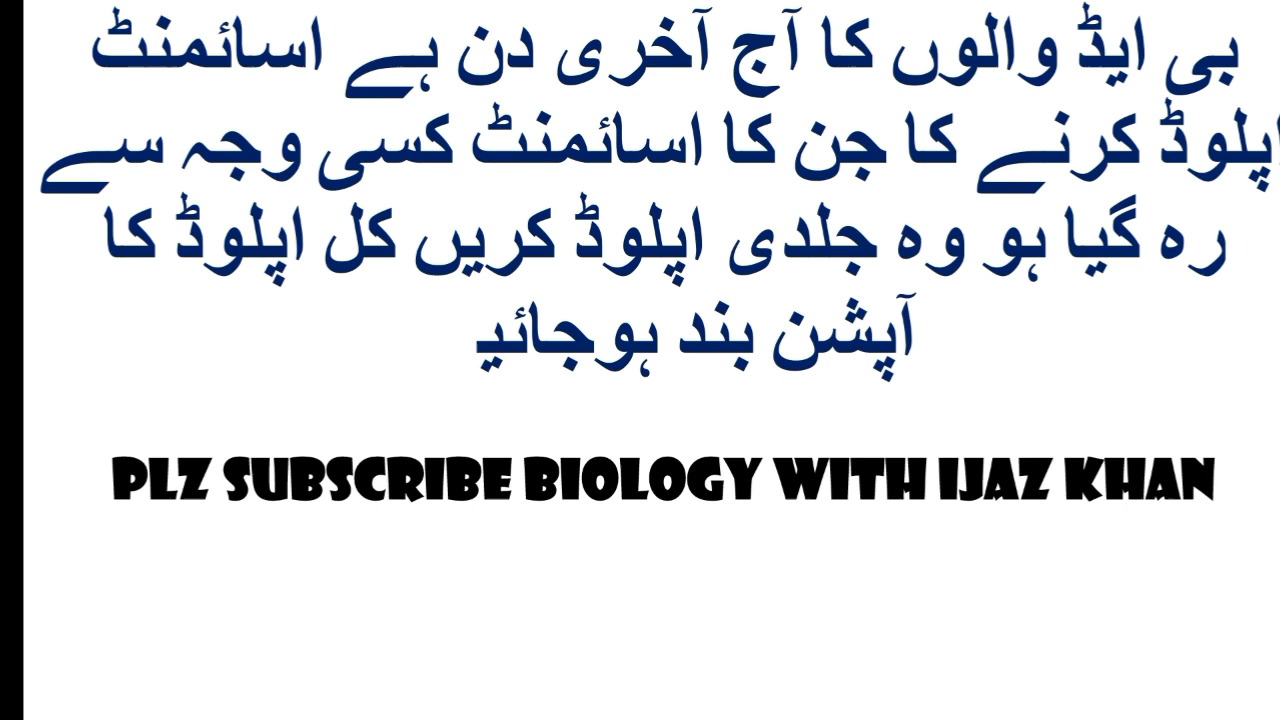 بی ایڈ والوں کا آج آخری دن ہے اسائمنٹ
اپلوڈ کرنے کا جن کا اسائمنٹ کسی وجہ سے
رہ گیا ہو وہ جلدی اپلوڈ کریں کل اپلوڈ کا
آپشن بند ہوجائیـ
PLZ SUBSCRIBE BIOLOGY WITH IJAZ KHAN